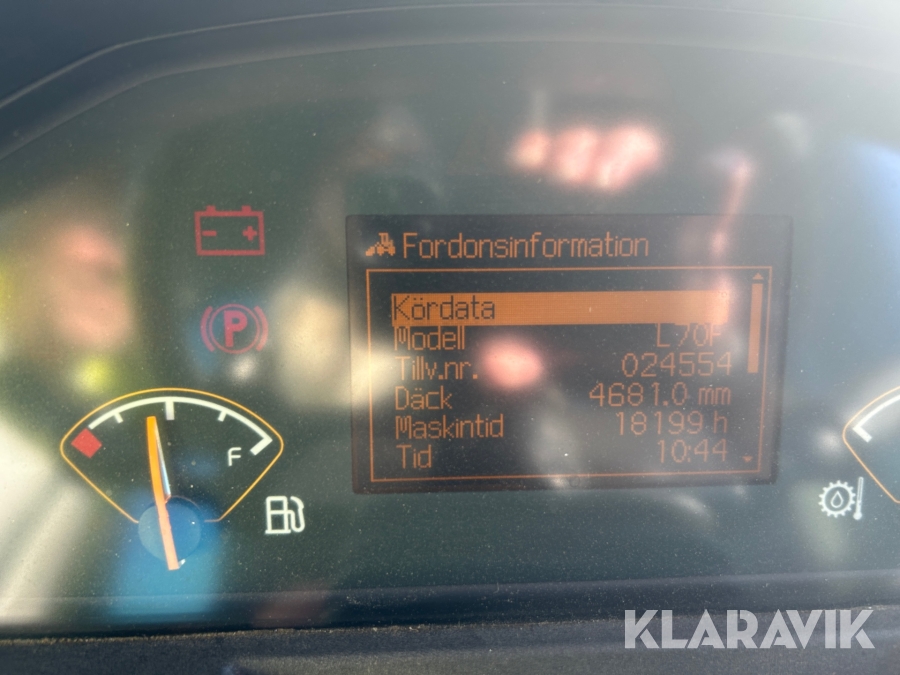 Fordonsinformation
Kördata
Modell L70F
Tillv.nr. 024554
Däck 4681.0 mm
Maskintid 18199 h
Tid 10:44
P
F
KLARAVIK